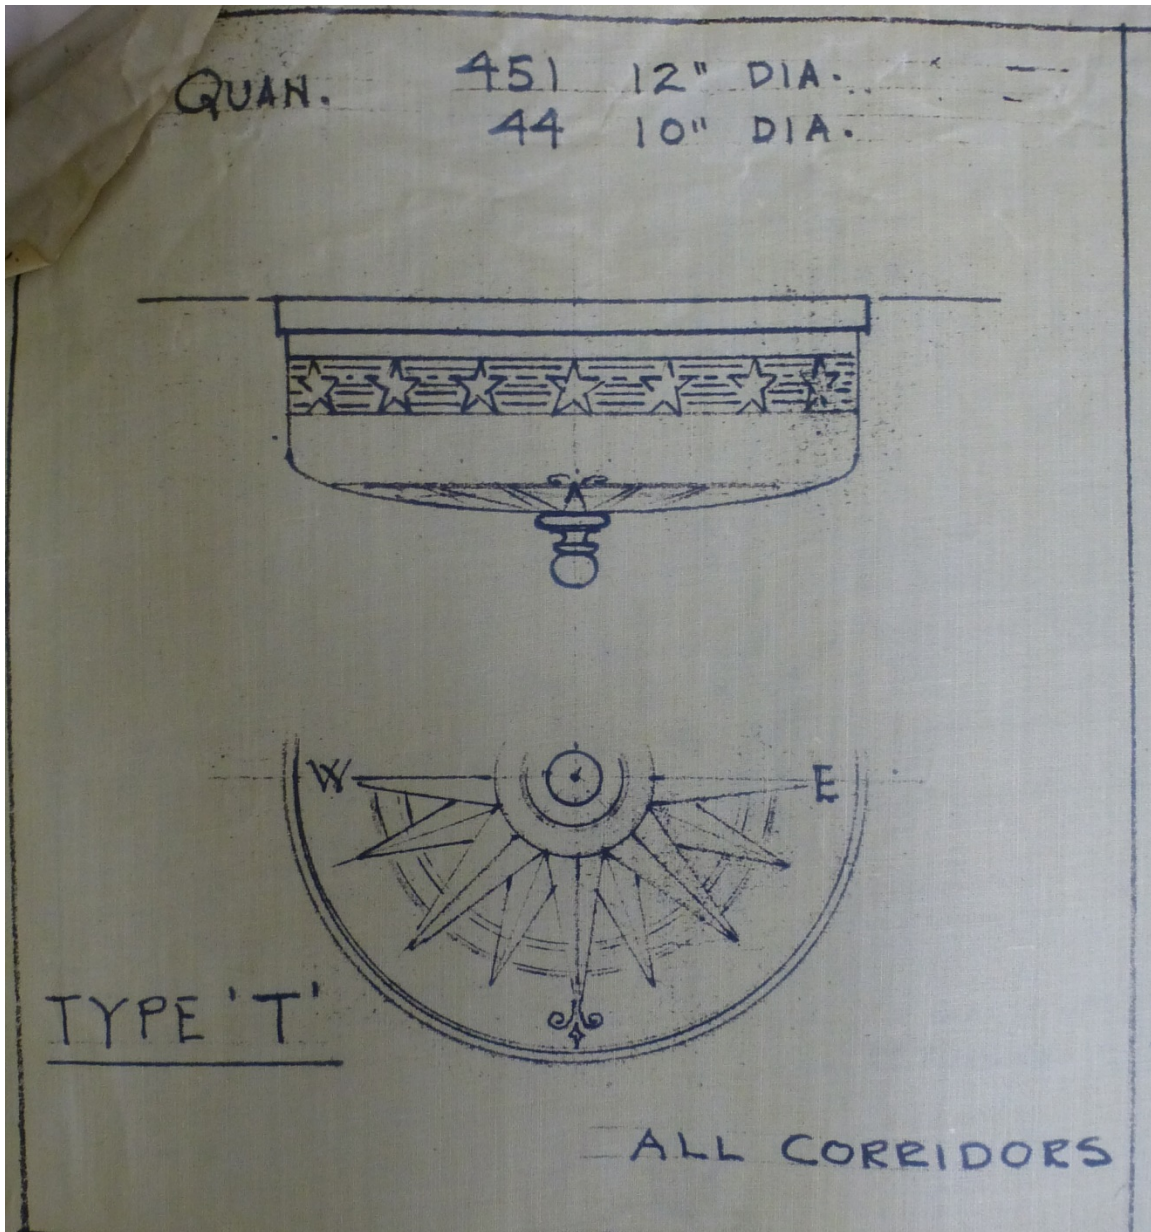 QUAN. 451 12" DIA.
44 10" DIA.
W E
TYPE 'T'
ALL CORRIDORS